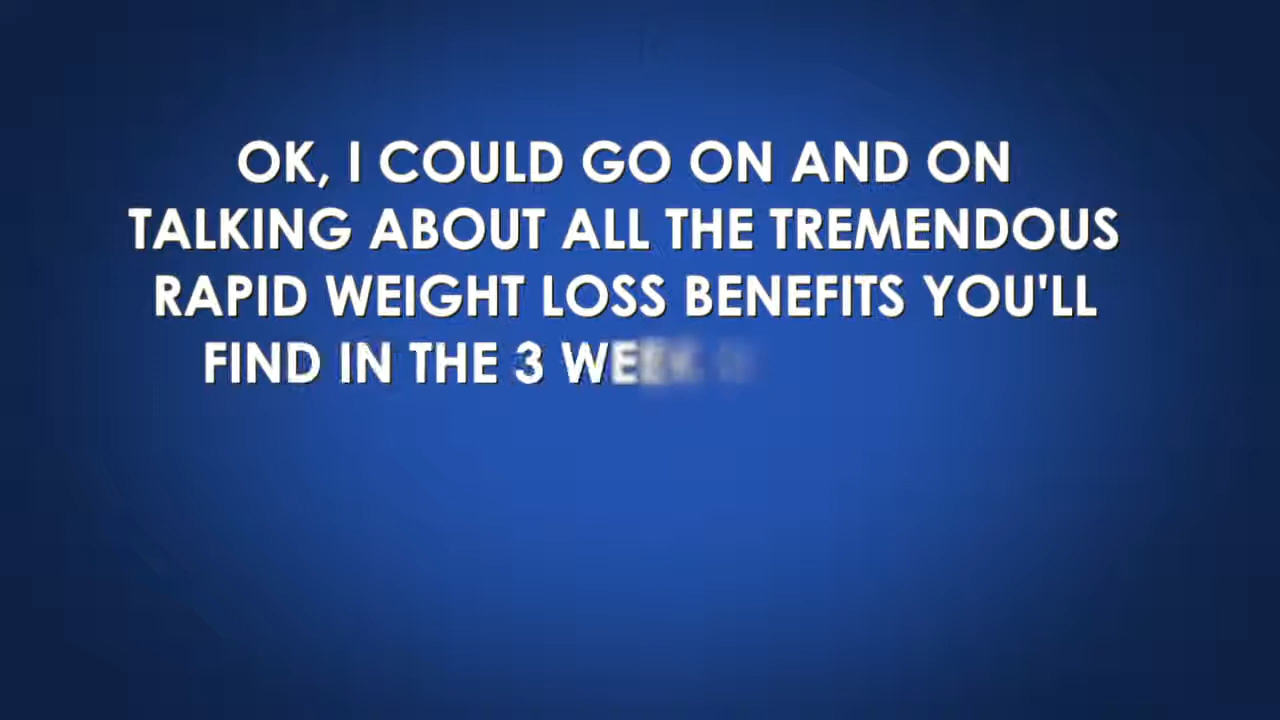 OK, I COULD GO ON AND ON
TALKING ABOUT ALL THE TREMENDOUS
RAPID WEIGHT LOSS BENEFITS YOU'LL
FIND IN THE 3 WEEK